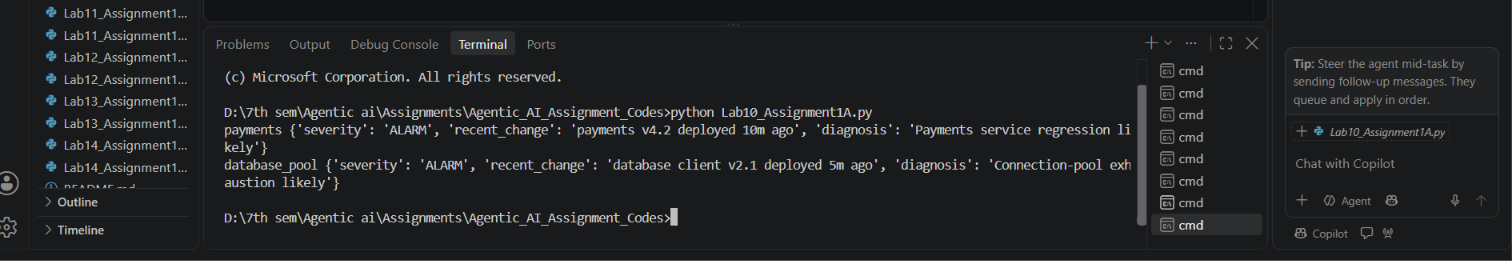 Lab11_Assignment1...
Lab11_Assignment1...
Lab12_Assignment1...
Lab12_Assignment1...
Lab13_Assignment1...
Lab13_Assignment1...
Lab14_Assignment1...
Lab14_Assignment1...
README.md
Outline
Timeline
Problems Output Debug Console Terminal Ports
(c) Microsoft Corporation. All rights reserved.
D:\7th sem\Agentic ai\Assignments\Agentic_AI_Assignment_Codes>python Lab10_Assignment1A.py
payments {'severity': 'ALARM', 'recent_change': 'payments v4.2 deployed 10m ago', 'diagnosis': 'Payments service regression li
kely'}
database_pool {'severity': 'ALARM', 'recent_change': 'database client v2.1 deployed 5m ago', 'diagnosis': 'Connection-pool exh
austion likely'}
D:\7th sem\Agentic ai\Assignments\Agentic_AI_Assignment_Codes>
cmd
cmd
cmd
cmd
cmd
cmd
cmd
cmd
Tip: Steer the agent mid-task by
sending follow-up messages. They
queue and apply in order.
Lab10_Assignment1A.py
Chat with Copilot
Agent
Copilot